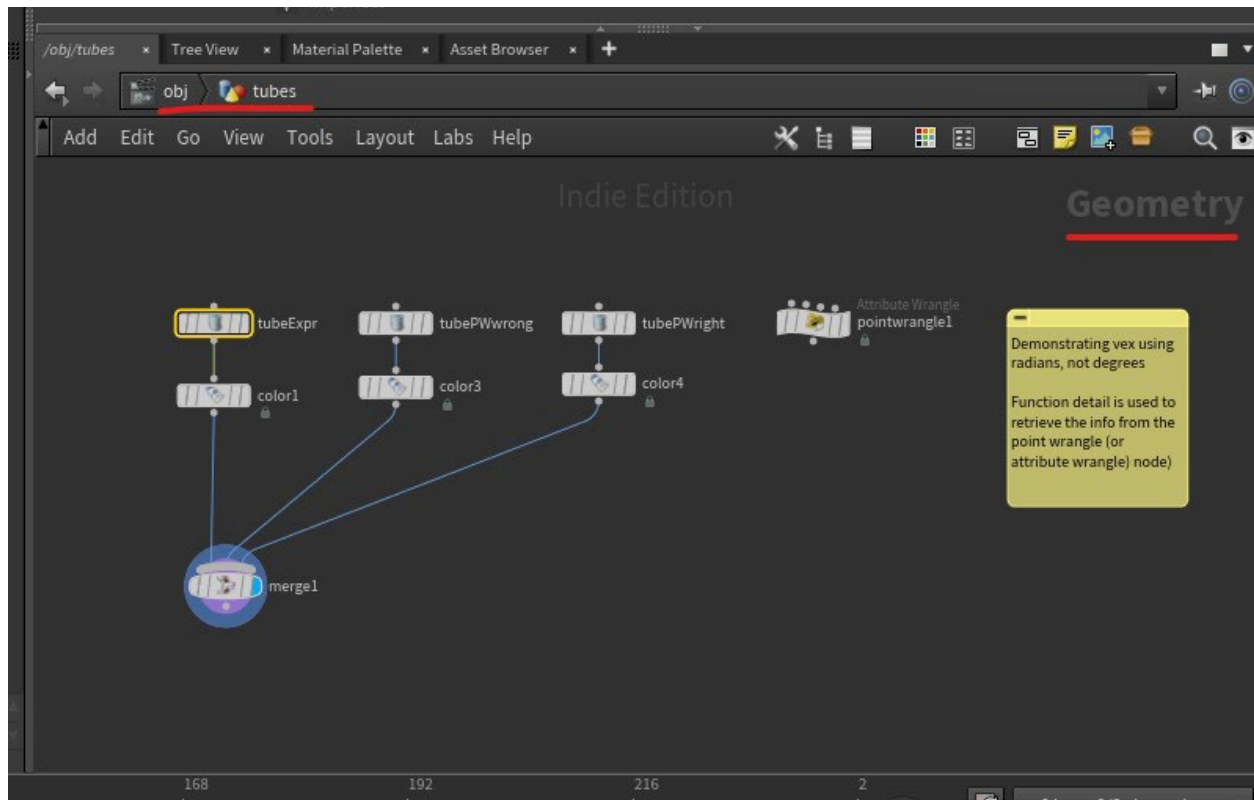 /obj/tubes × Tree View × Material Palette × Asset Browser × +
obj tubes
Add Edit Go View Tools Layout Labs Help
Indie Edition
Geometry
tubeExpr
tubePWwrong
tubePWright
Attribute Wrangle
pointwrangle1
color1
color3
color4
merge1
Demonstrating vex using
radians, not degrees
Function detail is used to
retrieve the info from the
point wrangle (or
attribute wrangle) node)
168 192 216 2